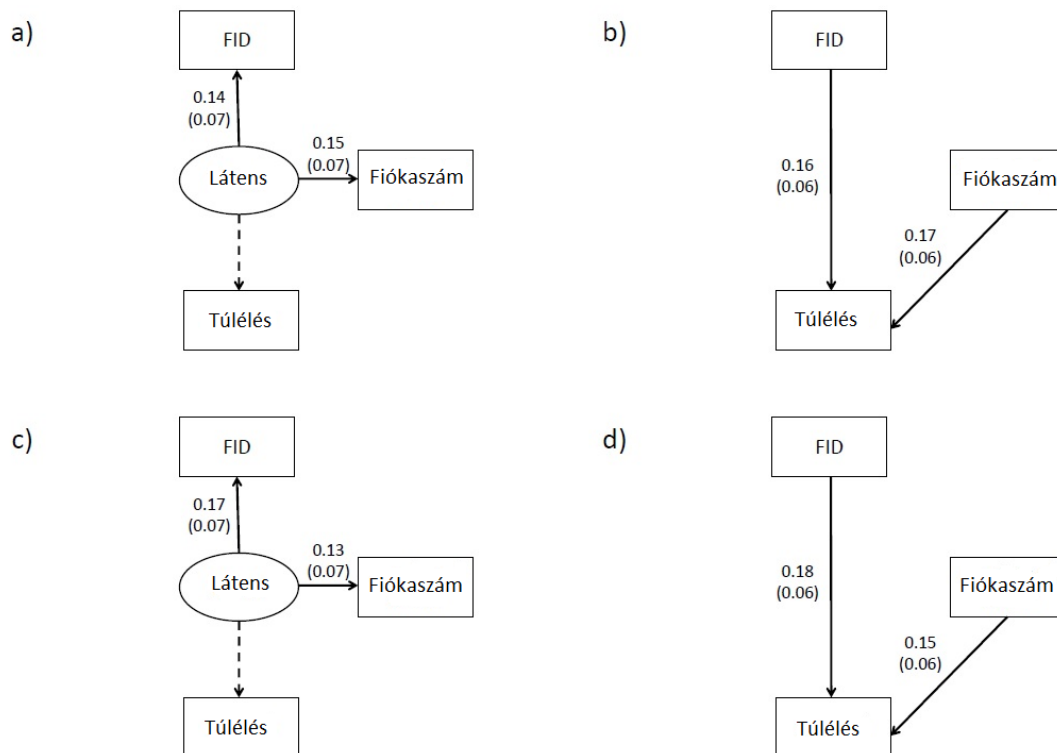 a)
FID
0.14
(0.07)
0.15
(0.07)
Látens
Fiókaszám
Túlélés
b)
FID
0.16
(0.06)
Fiókaszám
0.17
(0.06)
Túlélés
c)
FID
0.17
(0.07)
0.13
(0.07)
Látens
Fiókaszám
Túlélés
d)
FID
0.18
(0.06)
Fiókaszám
0.15
(0.06)
Túlélés